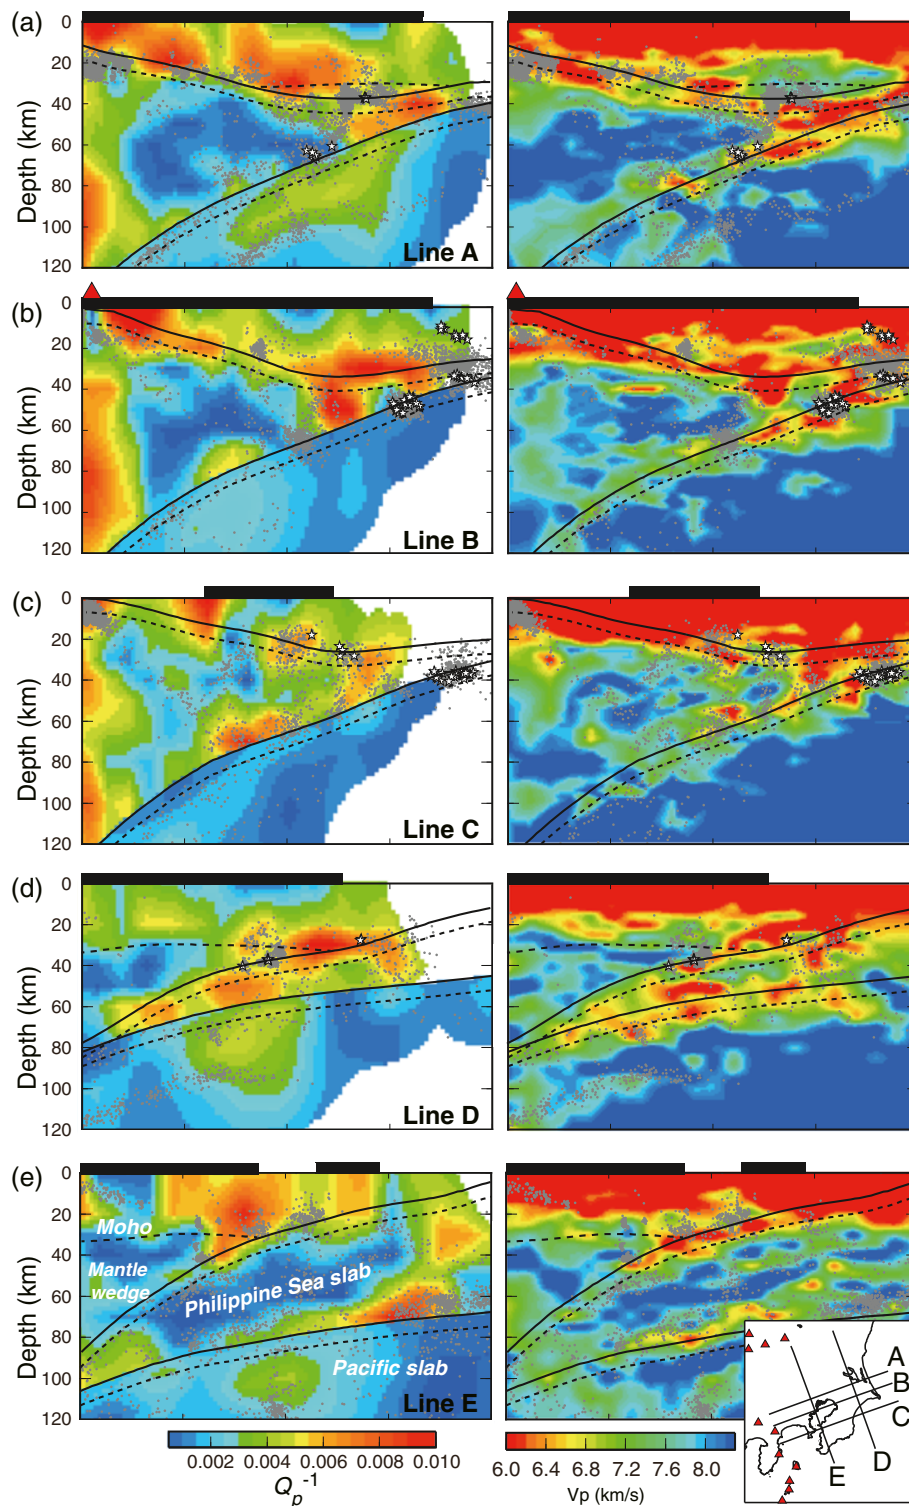 (a)
0
20
40
60
80
100
120
Depth (km)
Line A
(b)
0
20
40
60
80
100
120
Depth (km)
Line B
(c)
0
20
40
60
80
100
120
Depth (km)
Line C
(d)
0
20
40
60
80
100
120
Depth (km)
Line D
(e)
0
20
40
60
80
100
120
Depth (km)
Moho
Mantle
wedge
Philippine Sea slab
Pacific slab
Line E
A
B
C
D
E
0.002 0.006 0.010
Qp⁻¹
6.0 6.4 6.8 7.2 7.6 8.0
Vp (km/s)